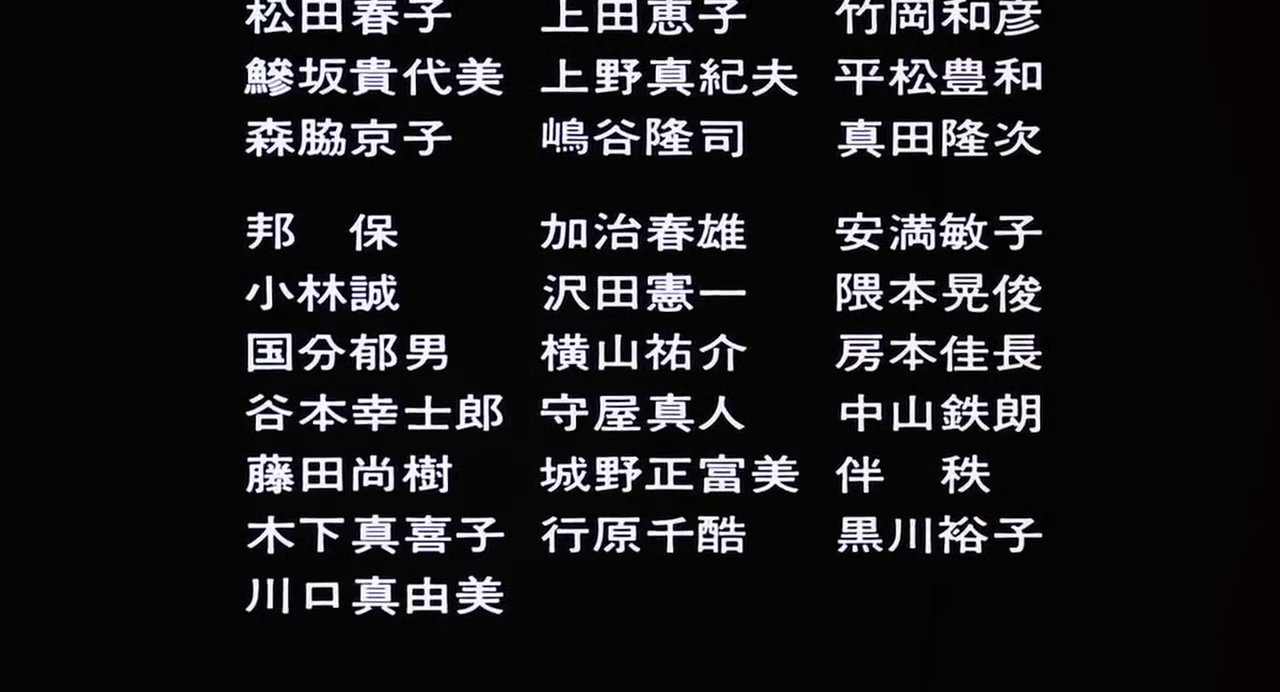 松田春子 上田恵子 竹岡和彦
鰺坂貴代美 上野真紀夫 平松豊和
森脇京子 嶋谷隆司 真田隆次
邦 保 加治春雄 安満敏子
小林誠 沢田憲一 隈本晃俊
国分郁男 横山祐介 房本佳長
谷本幸士郎 守屋真人 中山鉄朗
藤田尚樹 城野正富美 伴 秩
木下真喜子 行原千酷 黒川裕子
川口真由美